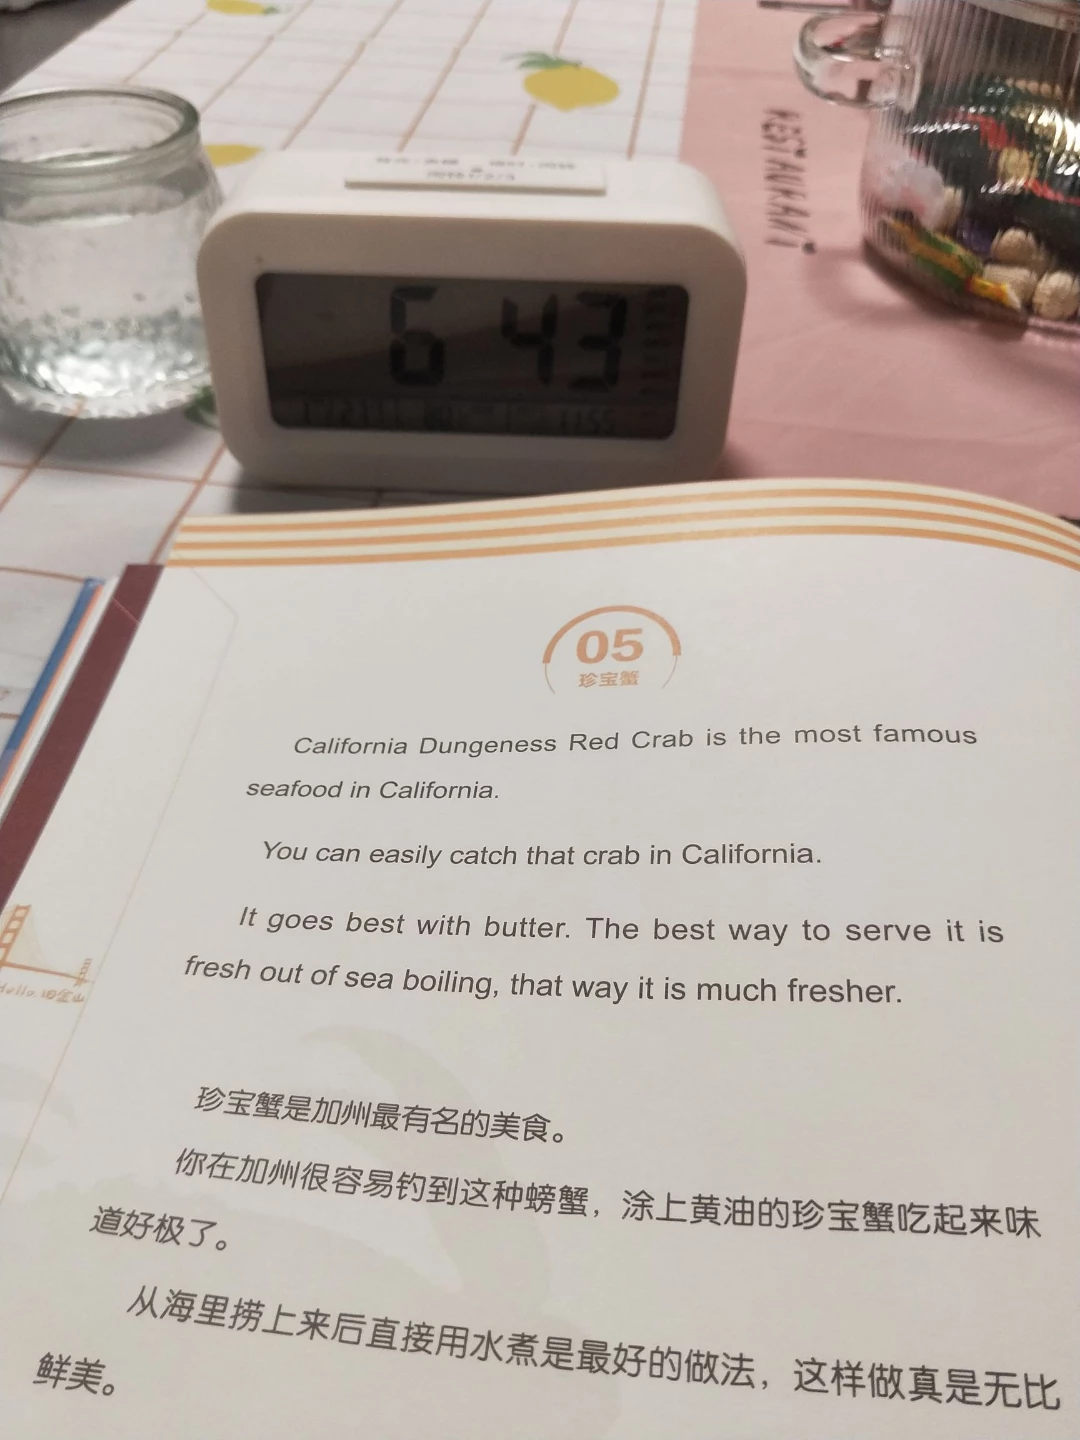 6 43
05
珍宝蟹
California Dungeness Red Crab is the most famous
seafood in California.
You can easily catch that crab in California.
It goes best with butter. The best way to serve it is
fresh out of sea boiling, that way it is much fresher.
Hello.旧金山
珍宝蟹是加州最有名的美食。
你在加州很容易钓到这种螃蟹，涂上黄油的珍宝蟹吃起来味
道好极了。
从海里捞上来后直接用水煮是最好的做法，这样做真是无比
鲜美。